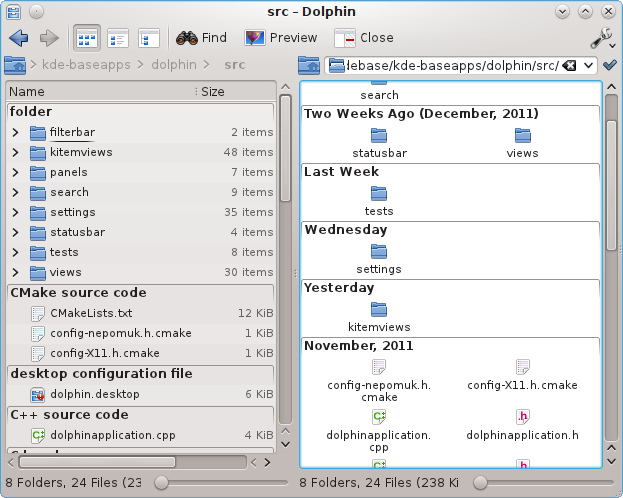 src – Dolphin
Find Preview Close
kde-baseapps dolphin src
debase/kde-baseapps/dolphin/src/
Name Size
folder
filterbar 2 items
kitemviews 48 items
panels 7 items
search 9 items
settings 35 items
statusbar 4 items
tests 8 items
views 30 items
CMake source code
CMakeLists.txt 12 KiB
config-nepomuk.h.cmake 1 KiB
config-X11.h.cmake 1 KiB
desktop configuration file
dolphin.desktop 6 KiB
C++ source code
dolphinapplication.cpp 4 KiB
8 Folders, 24 Files (23
search
Two Weeks Ago (December, 2011)
statusbar views
Last Week
tests
Wednesday
settings
Yesterday
kitemviews
November, 2011
config-nepomuk.h. config-X11.h.cmake
cmake
dolphinapplication. dolphinapplication.h
cpp
8 Folders, 24 Files (238 Ki